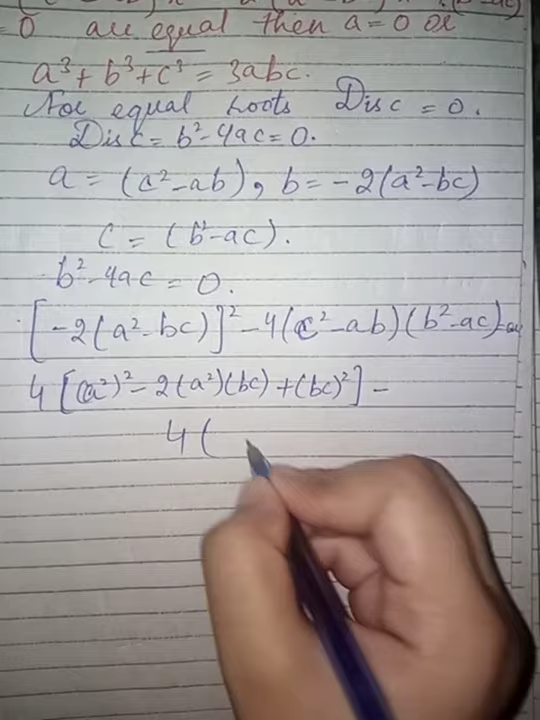 = 0 are equal then a = 0 or
a³ + b³ + c³ = 3abc.
For equal roots Disc = 0.
Disc = b² - 4ac = 0.
a = (c² - ab), b = -2(a² - bc)
c = (b² - ac).
b² - 4ac = 0.
[-2(a² - bc)]² - 4(c² - ab)(b² - ac)
4[(a²)² - 2(a²)(bc) + (bc)²] -
4(